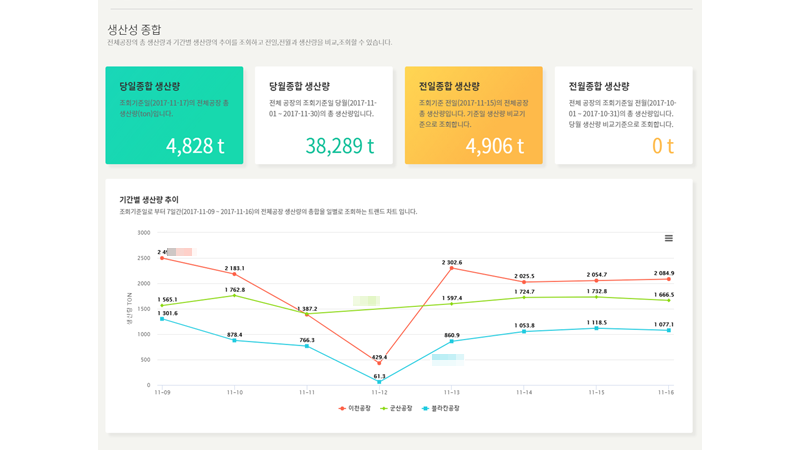 생산성 종합
전체공장의 총 생산량과 기간별 생산량의 추이를 조회하고 전일,전월과 생산량을 비교,조회할 수 있습니다.
당일종합 생산량
조회기준일(2017-11-17)의 전체공장 총
생산량(ton)입니다.
4,828 t
당월종합 생산량
전체 공장의 조회기준일 당월(2017-11-
01 ~ 2017-11-30)의 총 생산량입니다.
38,289 t
전일종합 생산량
조회기준 전일(2017-11-15)의 전체공장
총 생산량입니다. 기준일 생산량 비교기
준으로 조회합니다.
4,906 t
전월종합 생산량
전체 공장의 조회기준일 전월(2017-10-
01 ~ 2017-10-31)의 총 생산량입니다.
당월 생산량 비교기준으로 조회합니다.
0 t
기간별 생산량 추이
조회기준일로 부터 7일간(2017-11-09 ~ 2017-11-16)의 전체공장 생산량의 종합을 일별로 조회하는 트렌드 차트 입니다.
생산량 TON
3000
2500
2000
1500
1000
500
0
2 183.1
1 387.2
429.4
2 302.6
2 025.5
2 054.7
2 084.9
1 565.1
1 762.8
1 597.4
1 724.7
1 732.8
1 666.5
1 301.6
878.4
766.3
61.3
860.9
1 053.8
1 118.5
1 077.1
11-09
11-10
11-11
11-12
11-13
11-14
11-15
11-16
이천공장
군산공장
불라칸공장